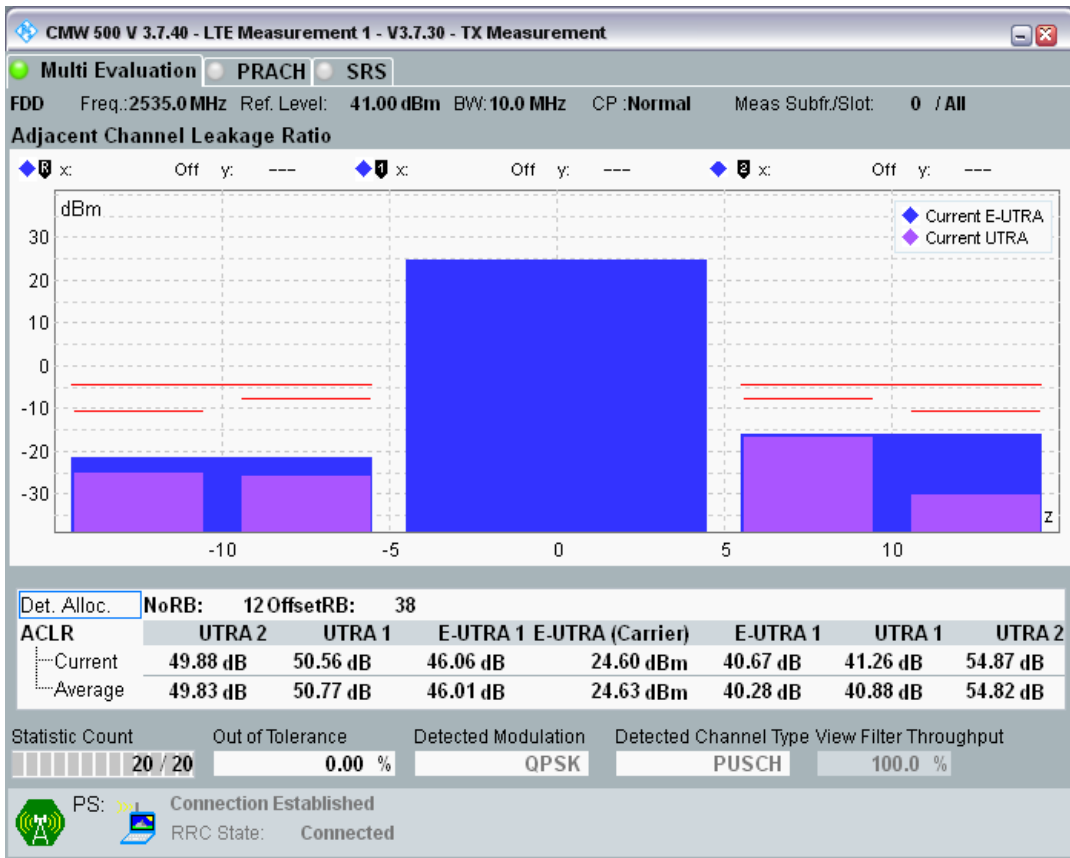 CMW 500 V 3.7.40 - LTE Measurement 1 - V3.7.30 - TX Measurement
Multi Evaluation PRACH SRS
FDD Freq.:2535.0 MHz Ref. Level: 41.00 dBm BW:10.0 MHz CP :Normal Meas Subfr./Slot: 0 / All
Adjacent Channel Leakage Ratio
R x: Off y: --- 1 x: Off y: --- 2 x: Off y: ---
dBm
Current E-UTRA
Current UTRA
30
20
10
0
-10
-20
-30
z
-10 -5 0 5 10
Det. Alloc. NoRB: 12 OffsetRB: 38
ACLR UTRA 2 UTRA 1 E-UTRA 1 E-UTRA (Carrier) E-UTRA 1 UTRA 1 UTRA 2
Current 49.88 dB 50.56 dB 46.06 dB 24.60 dBm 40.67 dB 41.26 dB 54.87 dB
Average 49.83 dB 50.77 dB 46.01 dB 24.63 dBm 40.28 dB 40.88 dB 54.82 dB
Statistic Count Out of Tolerance Detected Modulation Detected Channel Type View Filter Throughput
20 / 20 0.00 % QPSK PUSCH 100.0 %
PS: Connection Established
RRC State: Connected